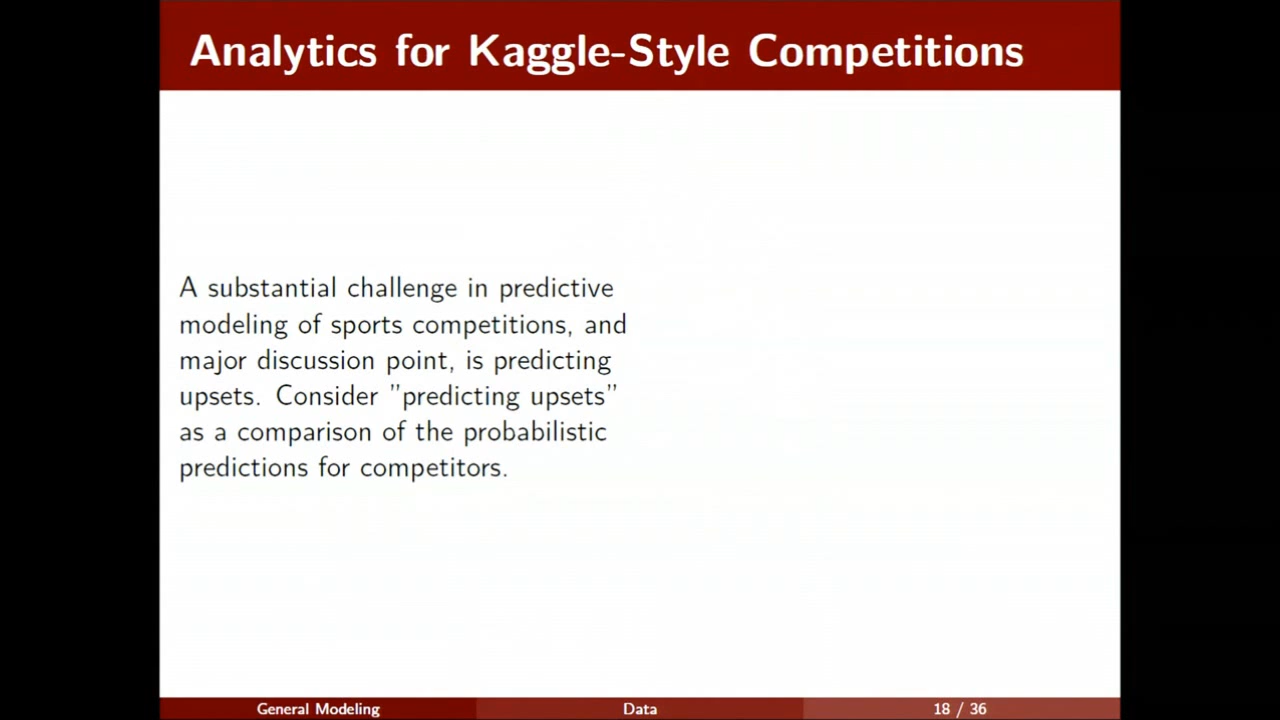 Analytics for Kaggle-Style Competitions
A substantial challenge in predictive
modeling of sports competitions, and
major discussion point, is predicting
upsets. Consider ”predicting upsets”
as a comparison of the probabilistic
predictions for competitors.
General Modeling Data 18 / 36